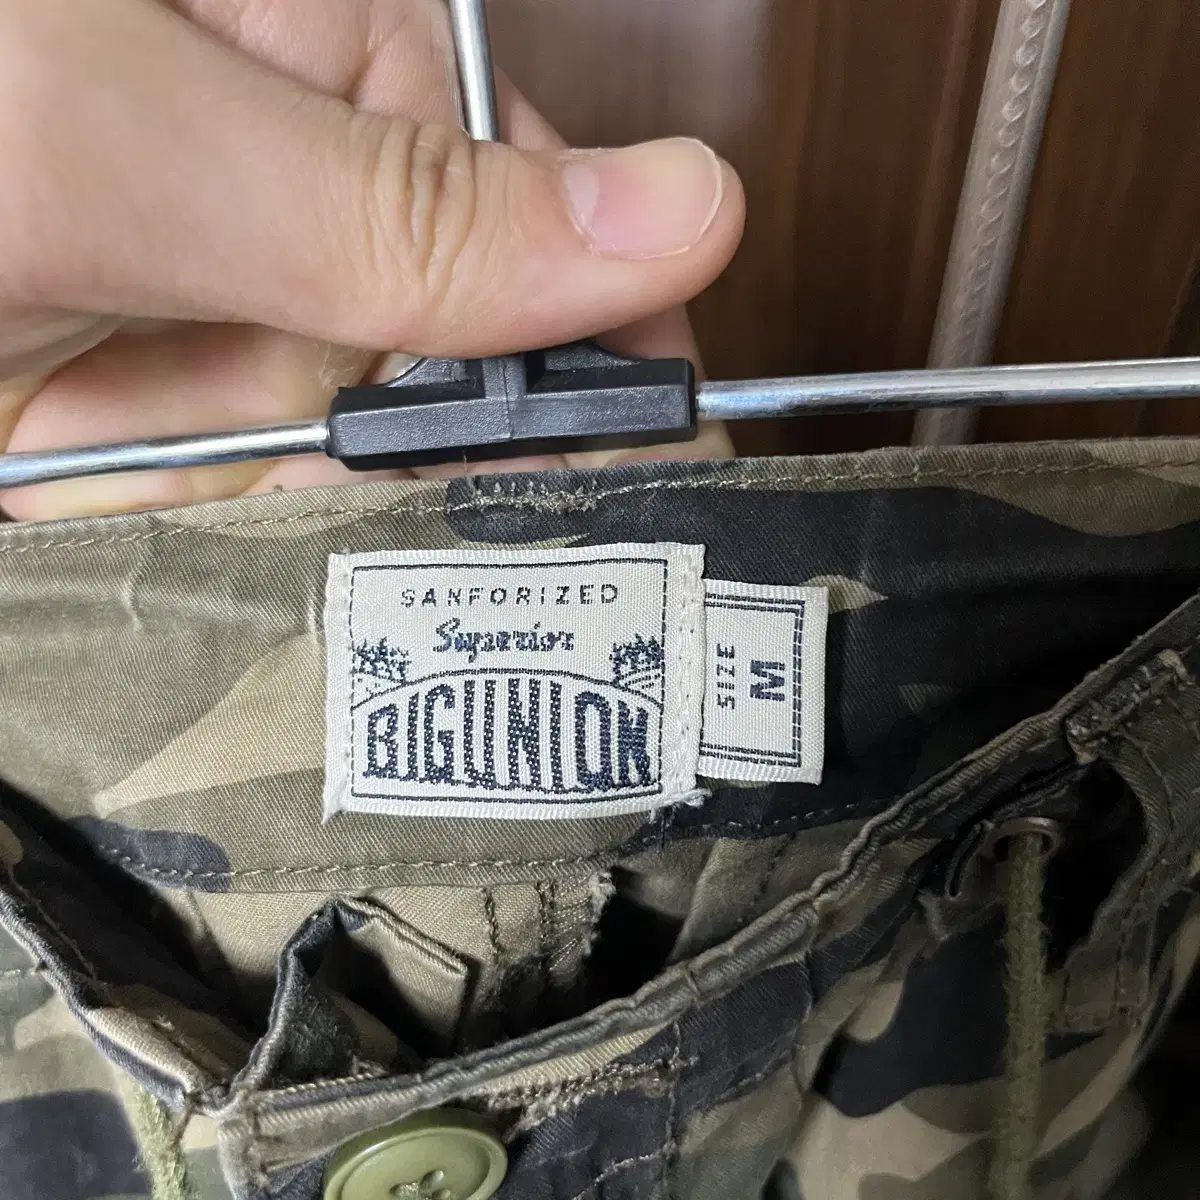 SANFORIZED
Superior
BIGUNION
SIZE
M